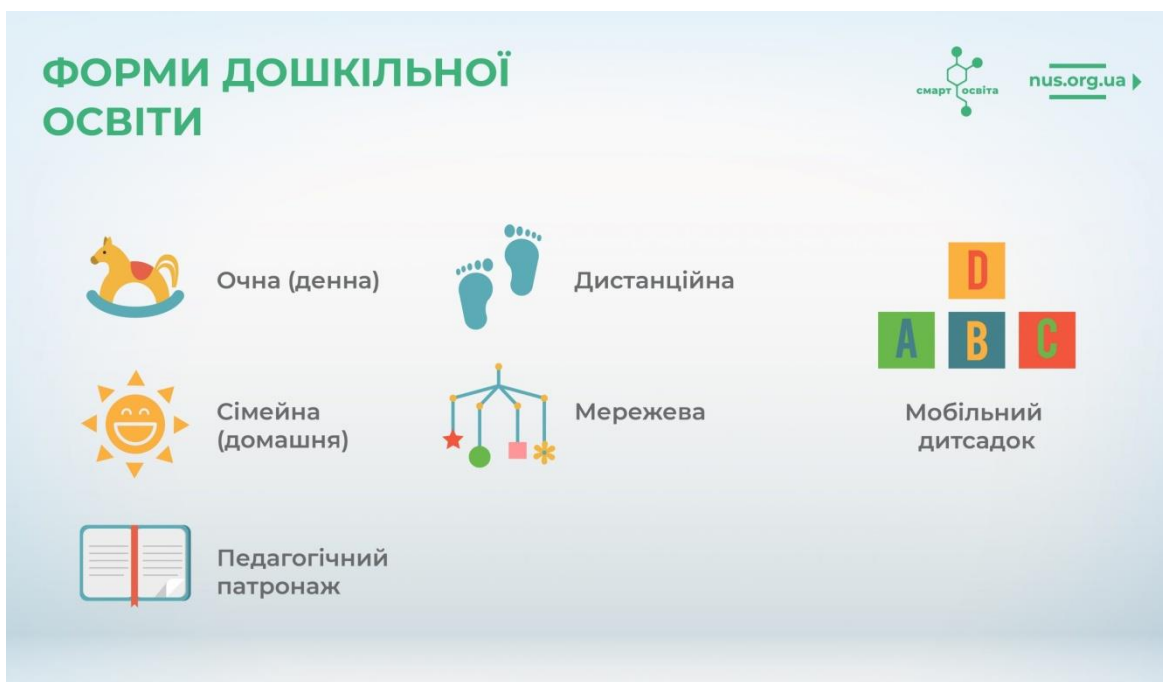 ФОРМИ ДОШКІЛЬНОЇ
ОСВІТИ
смарт освіта
nus.org.ua
Очна (денна)
Сімейна
(домашня)
Педагогічний
патронаж
Дистанційна
Мережева
D
A B C
Мобільний
дитсадок